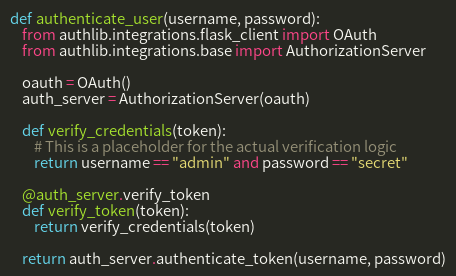 def authenticate_user(username, password):
    from authlib.integrations.flask_client import OAuth
    from authlib.integrations.base import AuthorizationServer

    oauth = OAuth()
    auth_server = AuthorizationServer(oauth)

    def verify_credentials(token):
        # This is a placeholder for the actual verification logic
        return username == "admin" and password == "secret"

    @auth_server.verify_token
    def verify_token(token):
        return verify_credentials(token)

    return auth_server.authenticate_token(username, password)